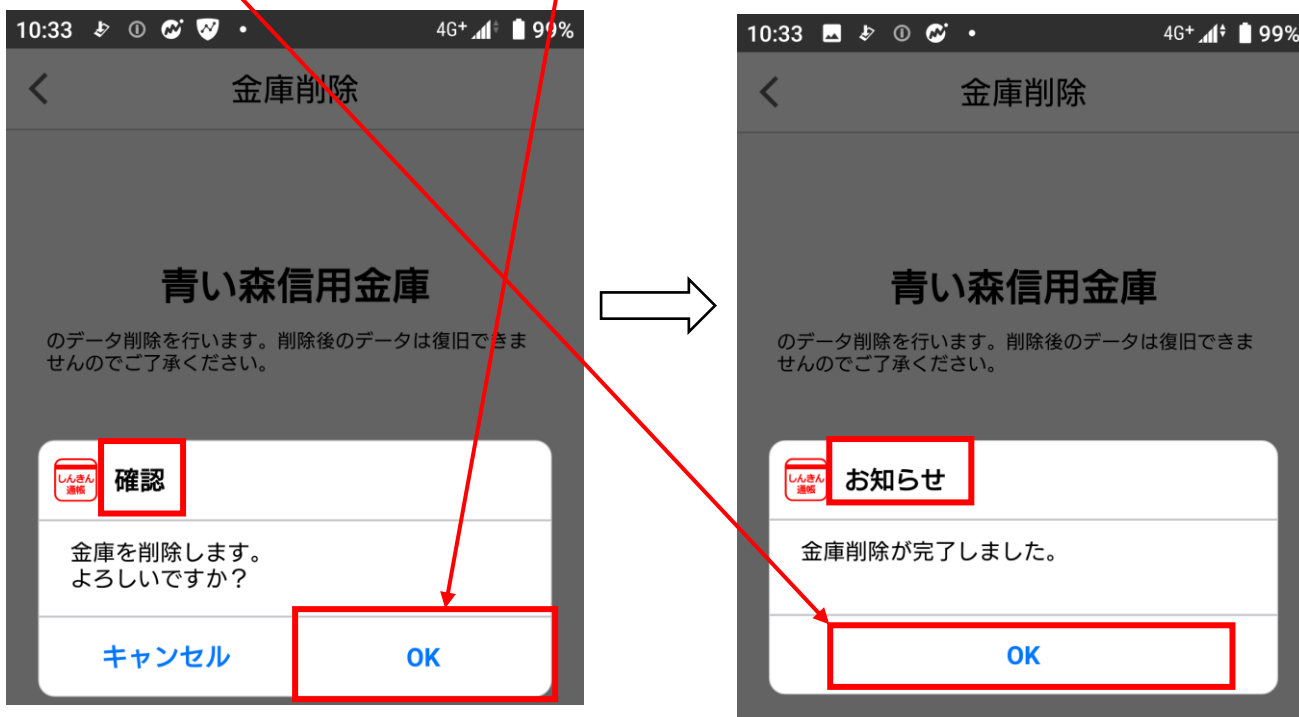 10:33
4G+
99%
金庫削除
青い森信用金庫
のデータ削除を行います。削除後のデータは復旧できま
せんのでご了承ください。
しんきん
通帳
確認
金庫を削除します。
よろしいですか？
キャンセル
OK
10:33
4G+
99%
金庫削除
青い森信用金庫
のデータ削除を行います。削除後のデータは復旧できま
せんのでご了承ください。
しんきん
通帳
お知らせ
金庫削除が完了しました。
OK